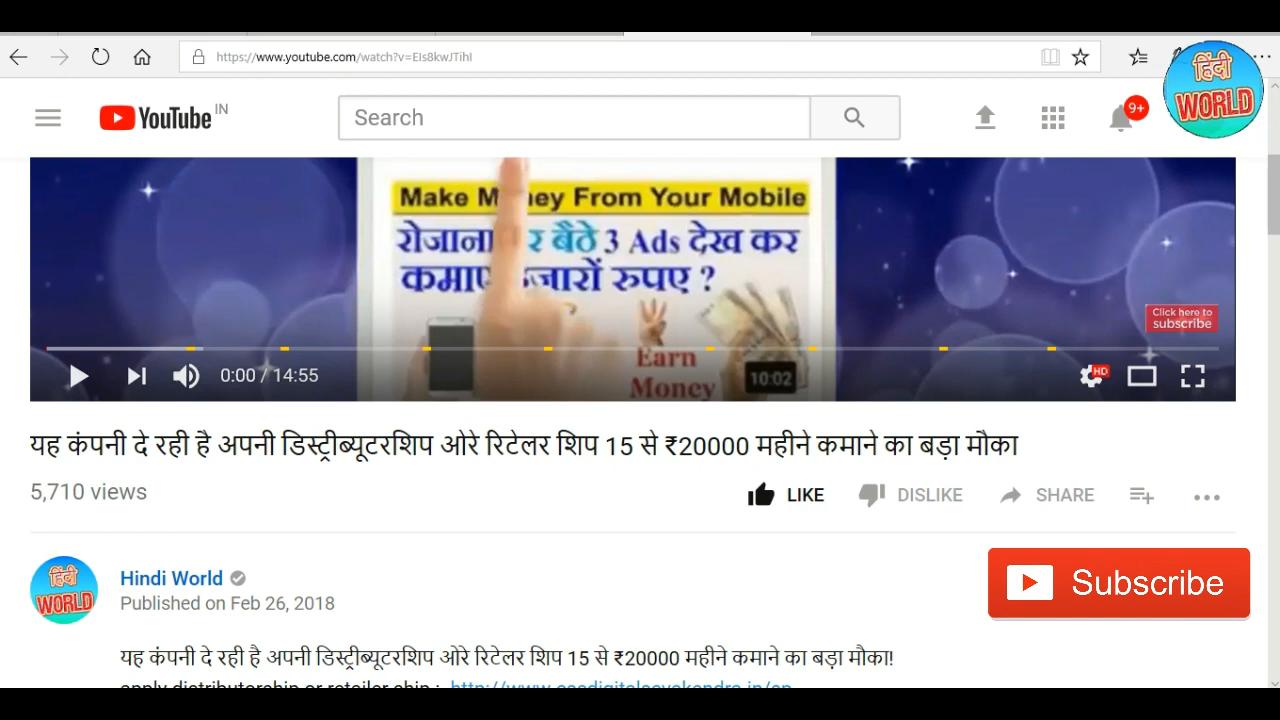 https://www.youtube.com/watch?v=EIs8kwJTihI
हिंदी
WORLD
YouTube IN
Search
9+
Make Money From Your Mobile
रोजाना बैठे 3 Ads देख कर
रुपए ?
Click here to
subscribe
Earn
Money
10:02
0:00 / 14:55
HD
यह कंपनी दे रही है अपनी डिस्ट्रीब्यूटरशिप ओरे रिटेलर शिप 15 से ₹20000 महीने कमाने का बड़ा मौका
5,710 views
LIKE DISLIKE SHARE
हिंदी
WORLD
Hindi World
Published on Feb 26, 2018
Subscribe
यह कंपनी दे रही है अपनी डिस्ट्रीब्यूटरशिप ओरे रिटेलर शिप 15 से ₹20000 महीने कमाने का बड़ा मौका!